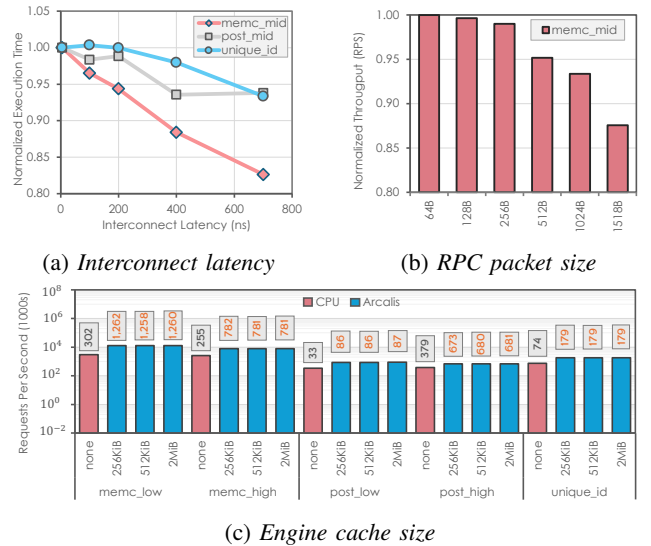 1.05
1.00
0.95
0.90
0.85
0.80
Normalized Execution Time
memc_mid
post_mid
unique_id
0 200 400 600 800
Interconnect Latency (ns)
(a) Interconnect latency
1.00
0.95
0.90
0.85
0.80
Normalized Througput (RPS)
memc_mid
64B 128B 256B 512B 1024B 1518B
(b) RPC packet size
Requests Per Second (1000s)
10^8
10^6
10^4
10^2
10^0
10^-2
CPU Arcalis
302 1,262 1,258 1,260 255 782 781 781 33 86 86 87 379 673 680 681 74 179 179 179
none 256KiB 512KiB 2MiB none 256KiB 512KiB 2MiB none 256KiB 512KiB 2MiB none 256KiB 512KiB 2MiB none 256KiB 512KiB 2MiB
memc_low memc_high post_low post_high unique_id
(c) Engine cache size